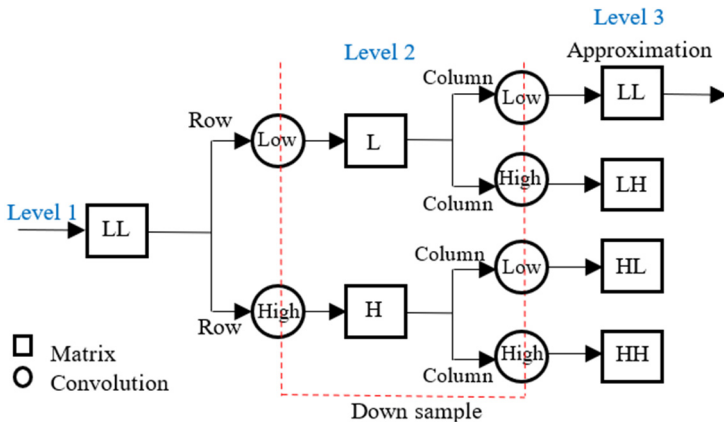 Level 3
Level 2
Approximation
Column
Low
LL
Row
Low
L
High
LH
Column
Level 1
LL
Column
Low
HL
High
H
Row
High
HH
Column
Matrix
Convolution
Down sample